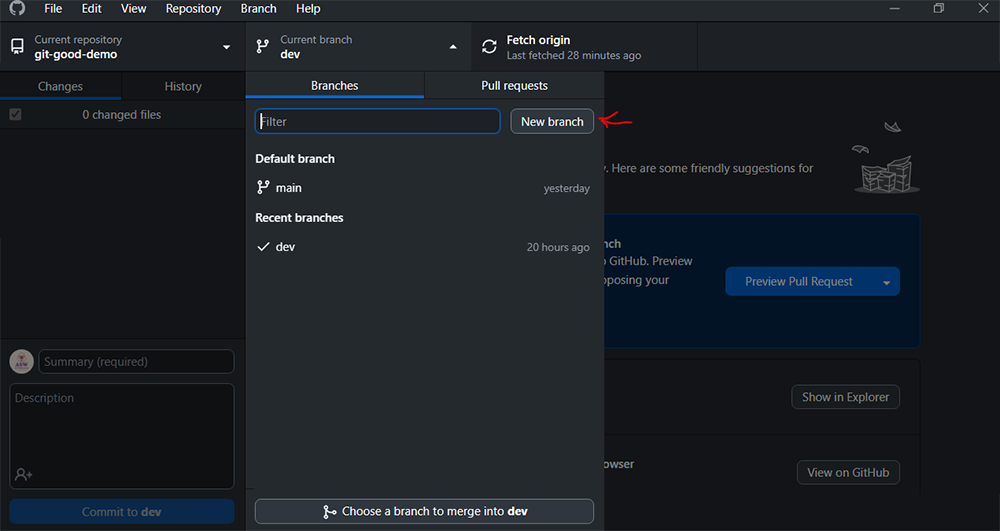 File Edit View Repository Branch Help
Current repository
git-good-demo
Current branch
dev
Fetch origin
Last fetched 28 minutes ago
Changes History
0 changed files
Branches Pull requests
Filter
New branch
Default branch
main yesterday
Recent branches
dev 20 hours ago
Choose a branch to merge into dev
. Here are some friendly suggestions for
nch
GitHub. Preview
oposing your
Preview Pull Request
Show in Explorer
owser
View on GitHub
Summary (required)
Description
Commit to dev